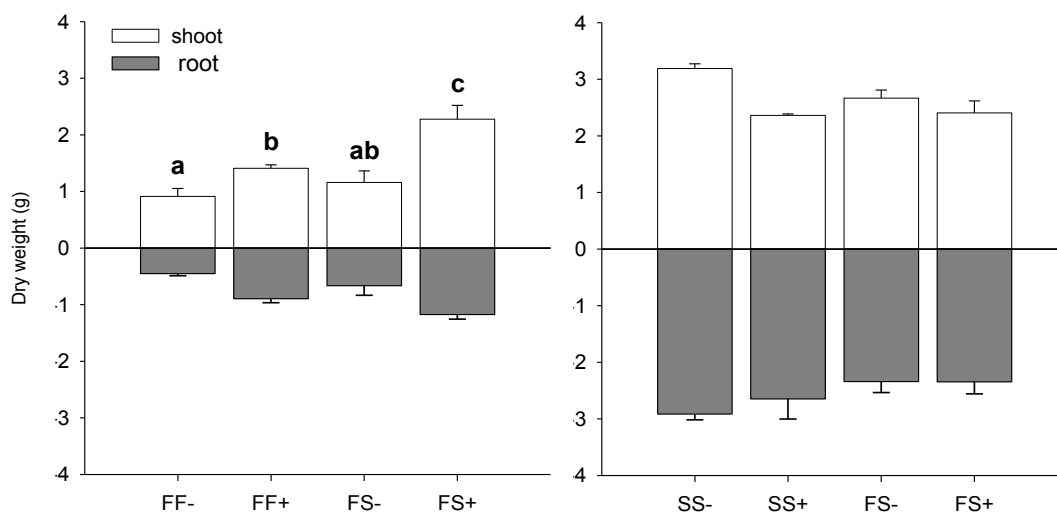 4
3
2
1
0
-1
-2
-3
-4
Dry weight (g)
shoot
root
a
b
ab
c
FF-
FF+
FS-
FS+
4
3
2
1
0
-1
-2
-3
-4
SS-
SS+
FS-
FS+